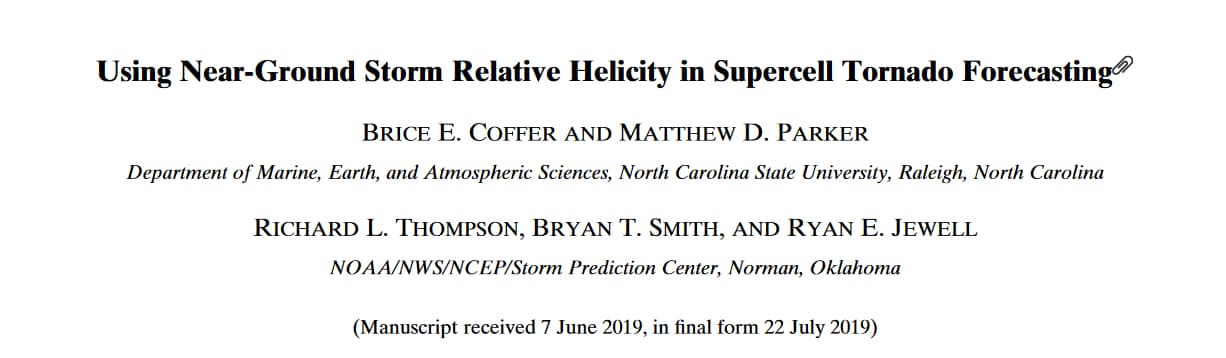 Using Near-Ground Storm Relative Helicity in Supercell Tornado Forecasting
BRICE E. COFFER AND MATTHEW D. PARKER
Department of Marine, Earth, and Atmospheric Sciences, North Carolina State University, Raleigh, North Carolina
RICHARD L. THOMPSON, BRYAN T. SMITH, AND RYAN E. JEWELL
NOAA/NWS/NCEP/Storm Prediction Center, Norman, Oklahoma
(Manuscript received 7 June 2019, in final form 22 July 2019)